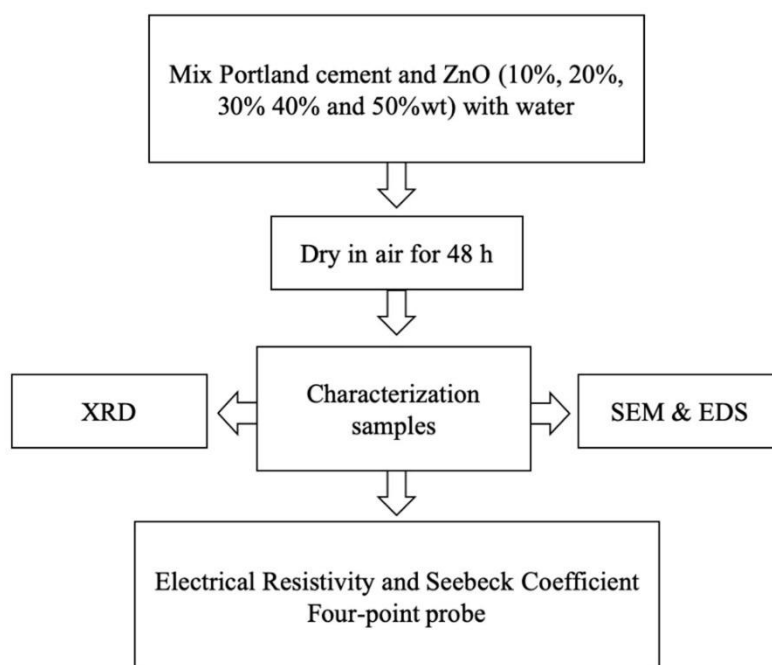 Mix Portland cement and ZnO (10%, 20%,
30% 40% and 50%wt) with water
Dry in air for 48 h
XRD
Characterization
samples
SEM & EDS
Electrical Resistivity and Seebeck Coefficient
Four-point probe